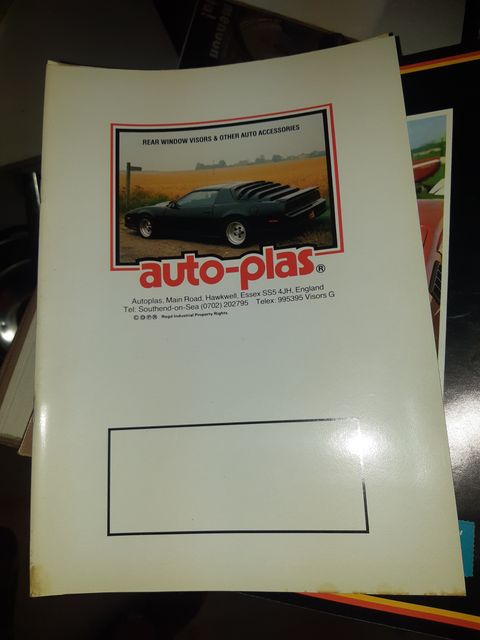 REAR WINDOW VISORS & OTHER AUTO ACCESSORIES
auto-plas®
Autoplas, Main Road, Hawkwell, Essex SS5 4JH, England
Tel: Southend-on-Sea (0702) 202795 Telex: 995395 Visors G
Regd Industrial Property Rights